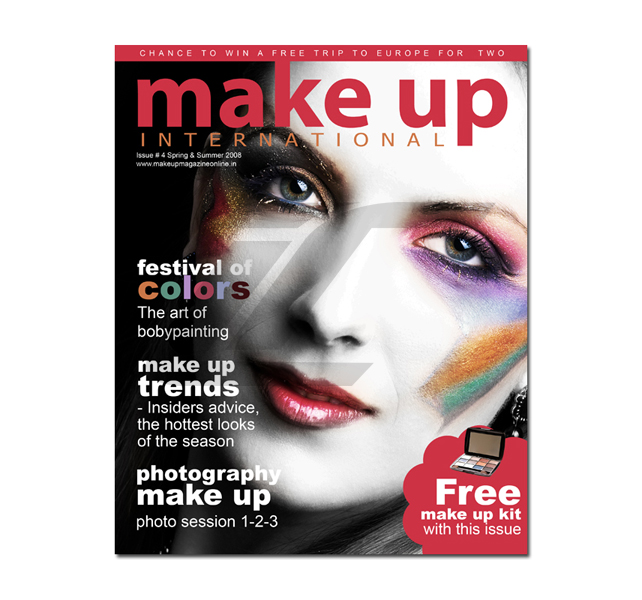 CHANCE TO WIN A FREE TRIP TO EUROPE FOR TWO
make up
INTERNATIONAL
Issue # 4 Spring & Summer 2008
www.makeupmagazineonline.in
festival of
colors
The art of
bobypainting
make up
trends
- Insiders advice,
the hottest looks
of the season
photography
make up
photo session 1-2-3
Free
make up kit
with this issue